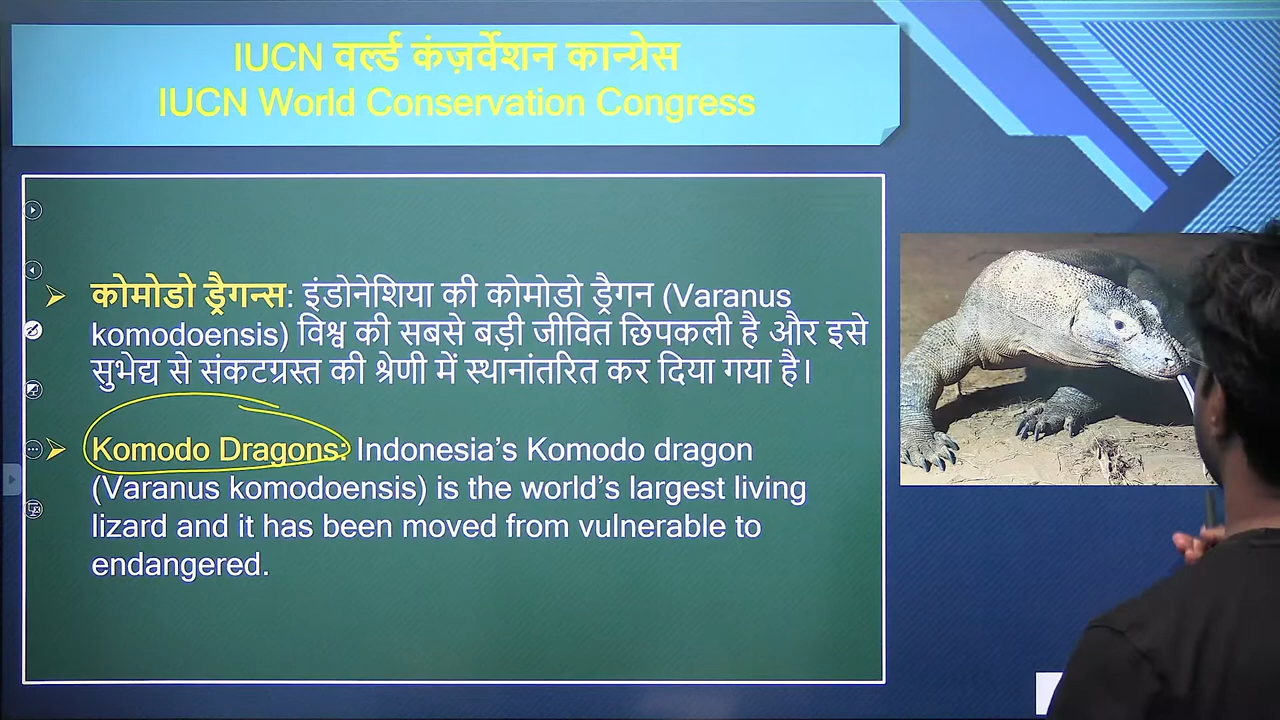 IUCN वर्ल्ड कंज़र्वेशन कान्ग्रेस
IUCN World Conservation Congress
कोमोडो ड्रैगन्स: इंडोनेशिया की कोमोडो ड्रैगन (Varanus
komodoensis) विश्व की सबसे बड़ी जीवित छिपकली है और इसे
सुभेद्य से संकटग्रस्त की श्रेणी में स्थानांतरित कर दिया गया है।
Komodo Dragons: Indonesia’s Komodo dragon
(Varanus komodoensis) is the world’s largest living
lizard and it has been moved from vulnerable to
endangered.